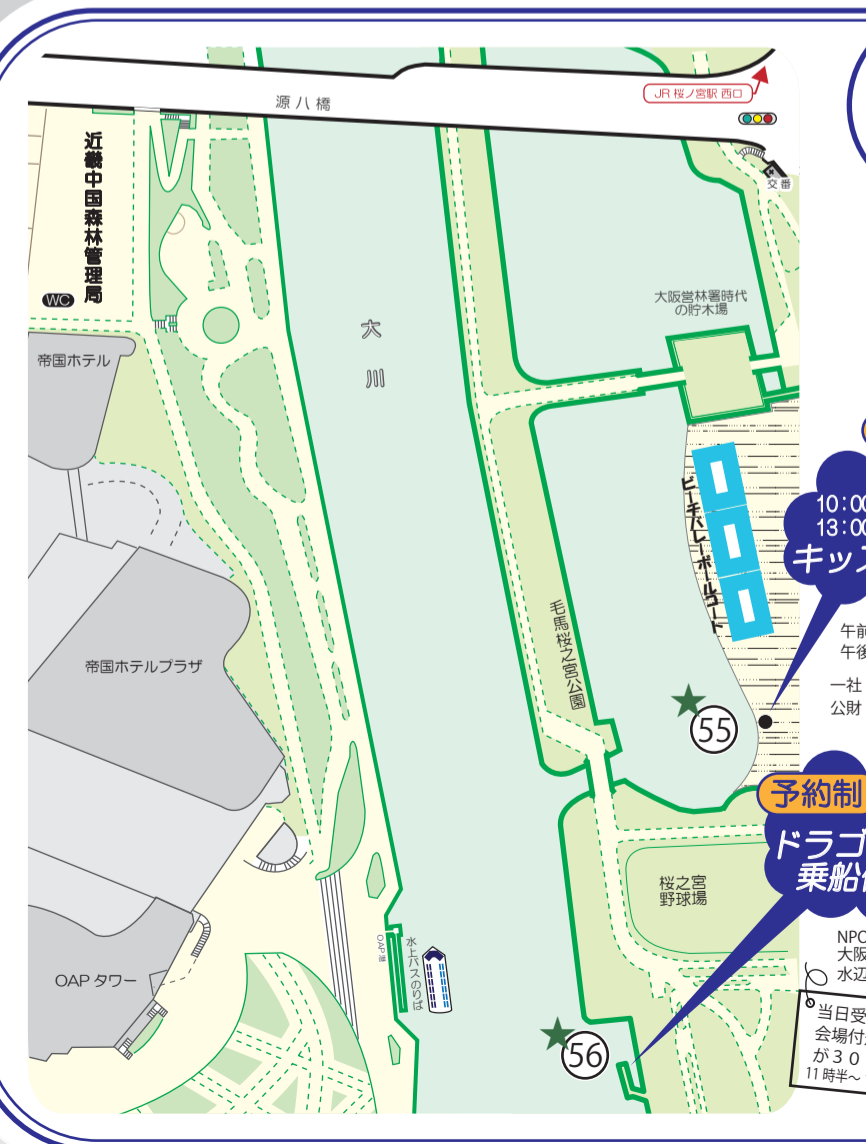 源八橋
JR 桜ノ宮駅 西口
交番
近畿中国森林管理局
WC
大阪営林署時代
の貯木場
大川
帝国ホテル
ビーチバレーボールコート
10:00
13:00
キッズ
午前
午後
一社
公財
毛馬桜之宮公園
帝国ホテルプラザ
55
予約制
ドラゴ
乗船体
桜之宮
野球場
NPO
大阪
水辺
OAP港
水上バスのりば
OAP タワー
56
当日受
会場付
が30
11時半~